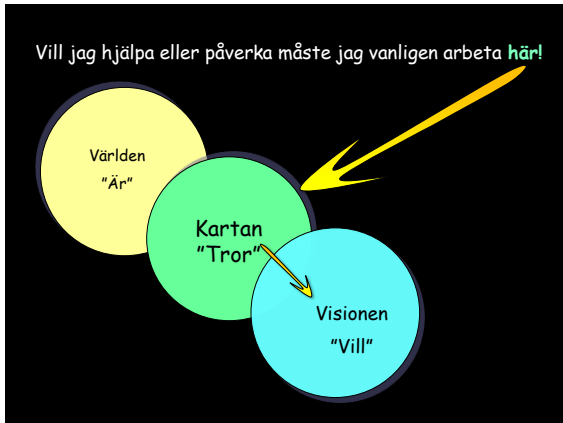 Vill jag hjälpa eller påverka måste jag vanligen arbeta här!
Världen
”Är”
Kartan
”Tror”
Visionen
”Vill”